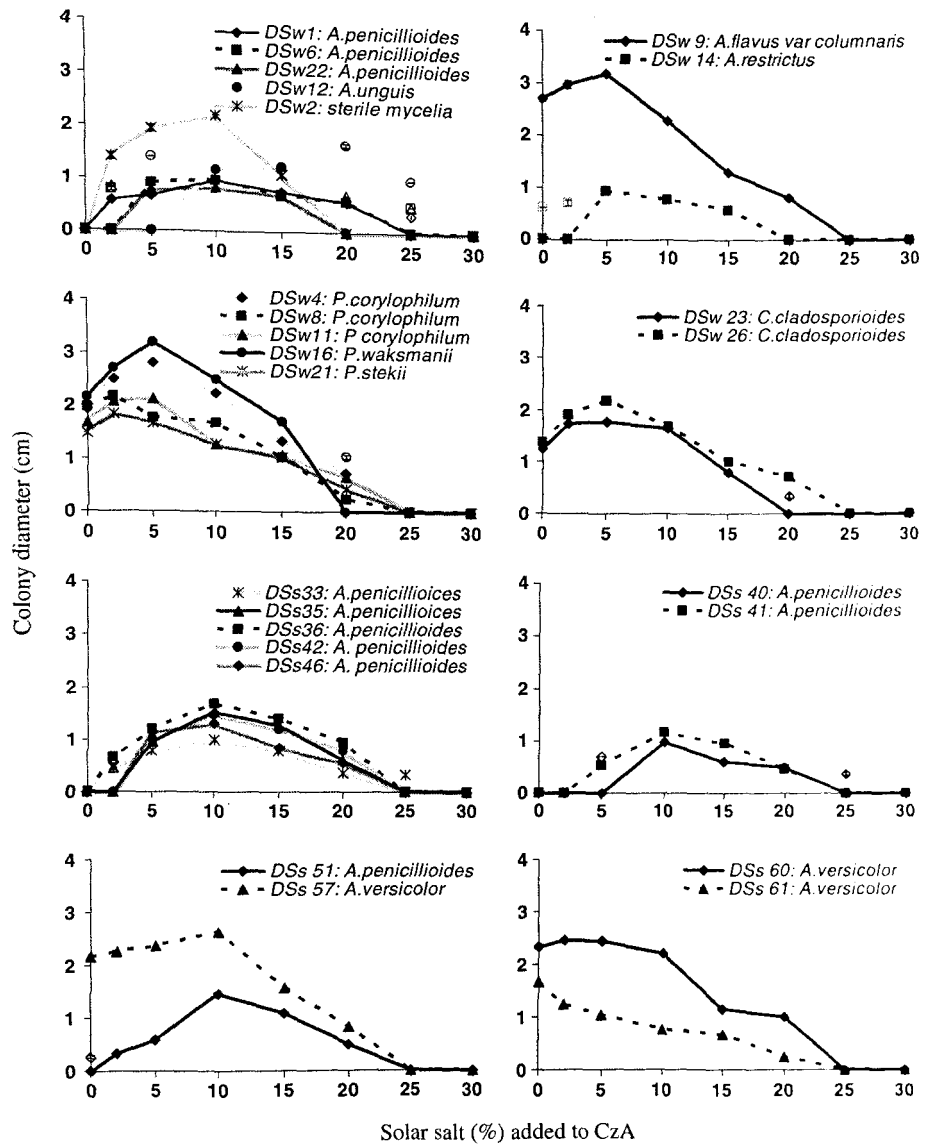 4
3
2
1
0
0 5 10 15 20 25 30
DSw1: A.penicillioides
DSw6: A.penicillioides
DSw22: A.penicillioides
DSw12: A.unguis
DSw2: sterile mycelia
4
3
2
1
0
0 5 10 15 20 25 30
DSw 9: A.flavus var columnaris
DSw 14: A.restrictus
4
3
2
1
0
0 5 10 15 20 25 30
DSw4: P.corylophilum
DSw8: P.corylophilum
DSw11: P corylophilum
DSw16: P.waksmanii
DSw21: P.stekii
4
3
2
1
0
0 5 10 15 20 25 30
DSw 23: C.cladosporioides
DSw 26: C.cladosporioides
4
3
2
1
0
0 5 10 15 20 25 30
DSs33: A.penicillioices
DSs35: A.penicillioices
DSs36: A.penicillioides
DSs42: A. penicillioides
DSs46: A. penicillioides
4
3
2
1
0
0 5 10 15 20 25 30
DSs 40: A.penicillioides
DSs 41: A.penicillioides
4
3
2
1
0
0 5 10 15 20 25 30
DSs 51: A.penicillioides
DSs 57: A.versicolor
4
3
2
1
0
0 5 10 15 20 25 30
DSs 60: A.versicolor
DSs 61: A.versicolor
Colony diameter (cm)
Solar salt (%) added to CzA